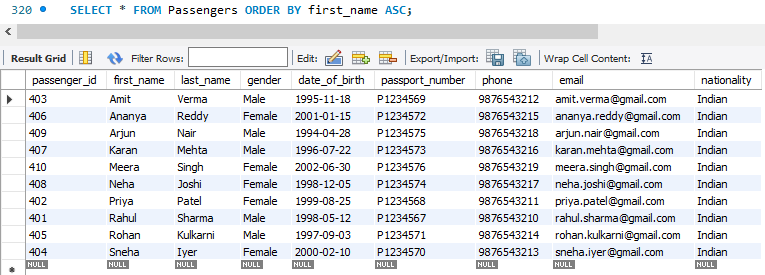 320 SELECT * FROM Passengers ORDER BY first_name ASC;
Result Grid Filter Rows: Edit: Export/Import: Wrap Cell Content: IA
passenger_id first_name last_name gender date_of_birth passport_number phone email nationality
403 Amit Verma Male 1995-11-18 P1234569 9876543212 amit.verma@gmail.com Indian
406 Ananya Reddy Female 2001-01-15 P1234572 9876543215 ananya.reddy@gmail.com Indian
409 Arjun Nair Male 1994-04-28 P1234575 9876543218 arjun.nair@gmail.com Indian
407 Karan Mehta Male 1996-07-22 P1234573 9876543216 karan.mehta@gmail.com Indian
410 Meera Singh Female 2002-06-30 P1234576 9876543219 meera.singh@gmail.com Indian
408 Neha Joshi Female 1998-12-05 P1234574 9876543217 neha.joshi@gmail.com Indian
402 Priya Patel Female 1999-08-25 P1234568 9876543211 priya.patel@gmail.com Indian
401 Rahul Sharma Male 1998-05-12 P1234567 9876543210 rahul.sharma@gmail.com Indian
405 Rohan Kulkarni Male 1997-09-03 P1234571 9876543214 rohan.kulkarni@gmail.com Indian
404 Sneha Iyer Female 2000-02-10 P1234570 9876543213 sneha.iyer@gmail.com Indian
NULL NULL NULL NULL NULL NULL NULL NULL NULL